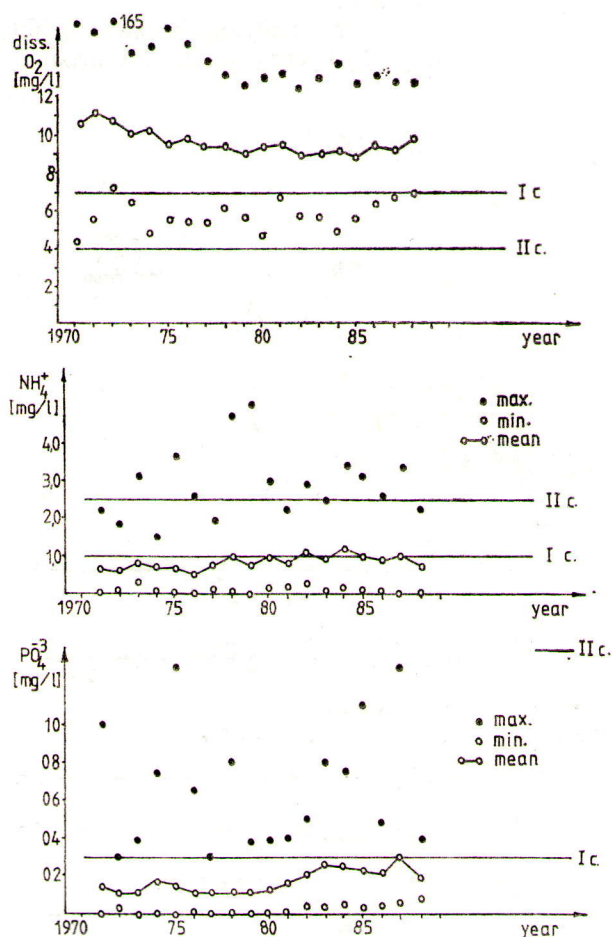 165
diss.
O2
[mg/l]
12
10
8
6
4
2
I c
II c.
1970 75 80 85 year
NH4+
[mg/l]
4,0
3,0
2,0
1,0
max.
min.
mean
II c.
I c.
1970 75 80 85 year
PO4-3
[mg/l]
10
08
06
04
02
II c.
max.
min.
mean
I c.
1970 75 80 85 year